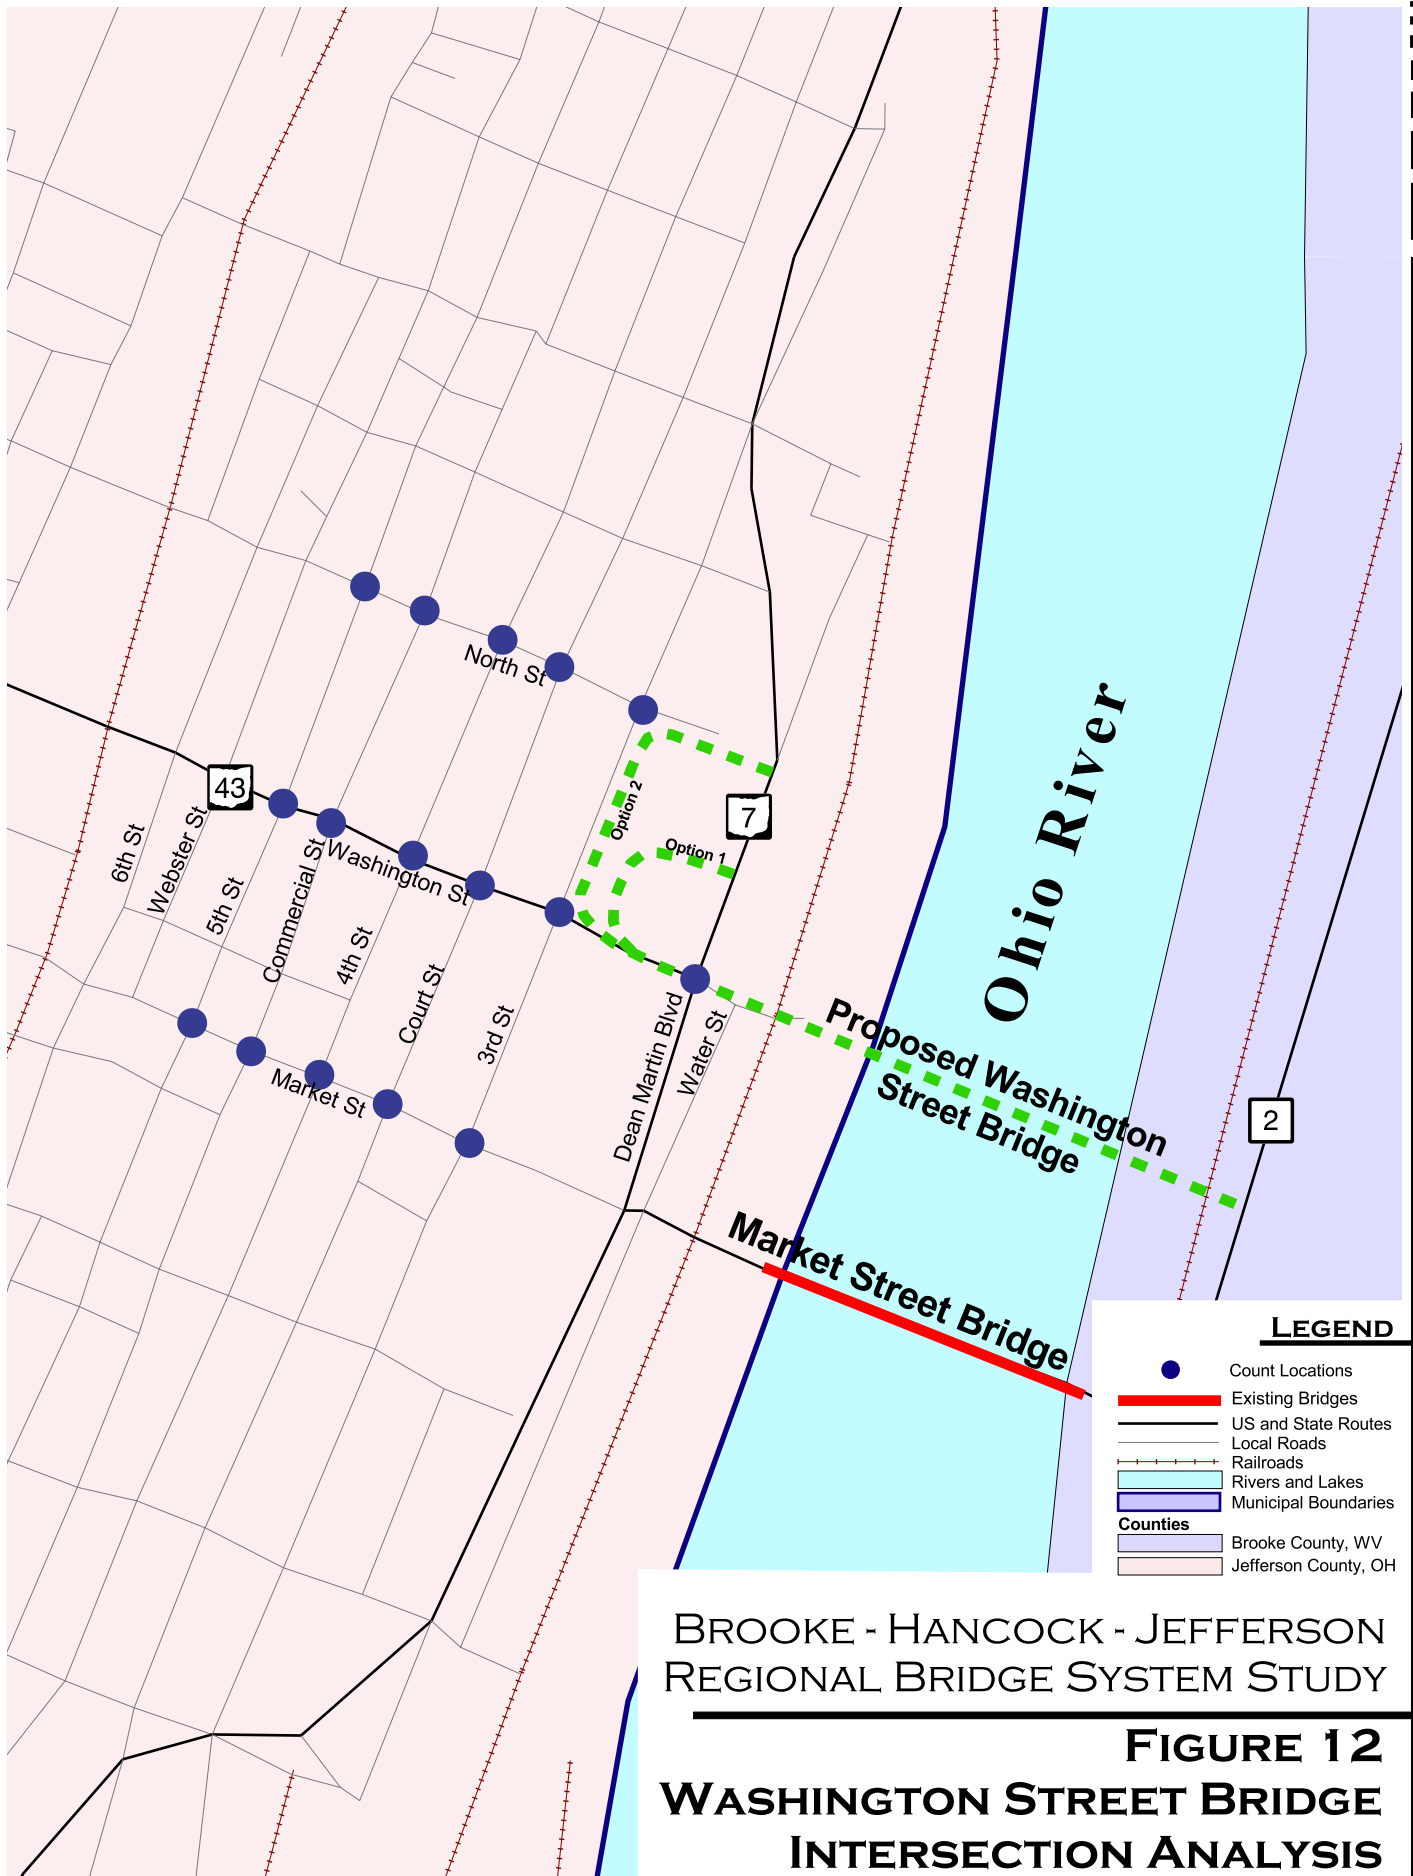 North St
43
7
Option 2
Option 1
6th St
Webster St
5th St
Commercial St
Washington St
4th St
Court St
3rd St
Dean Martin Blvd
Water St
Market St
Ohio River
Proposed Washington
Street Bridge
2
Market Street Bridge
LEGEND
Count Locations
Existing Bridges
US and State Routes
Local Roads
Railroads
Rivers and Lakes
Municipal Boundaries
Counties
Brooke County, WV
Jefferson County, OH
BROOKE - HANCOCK - JEFFERSON
REGIONAL BRIDGE SYSTEM STUDY
FIGURE 12
WASHINGTON STREET BRIDGE
INTERSECTION ANALYSIS